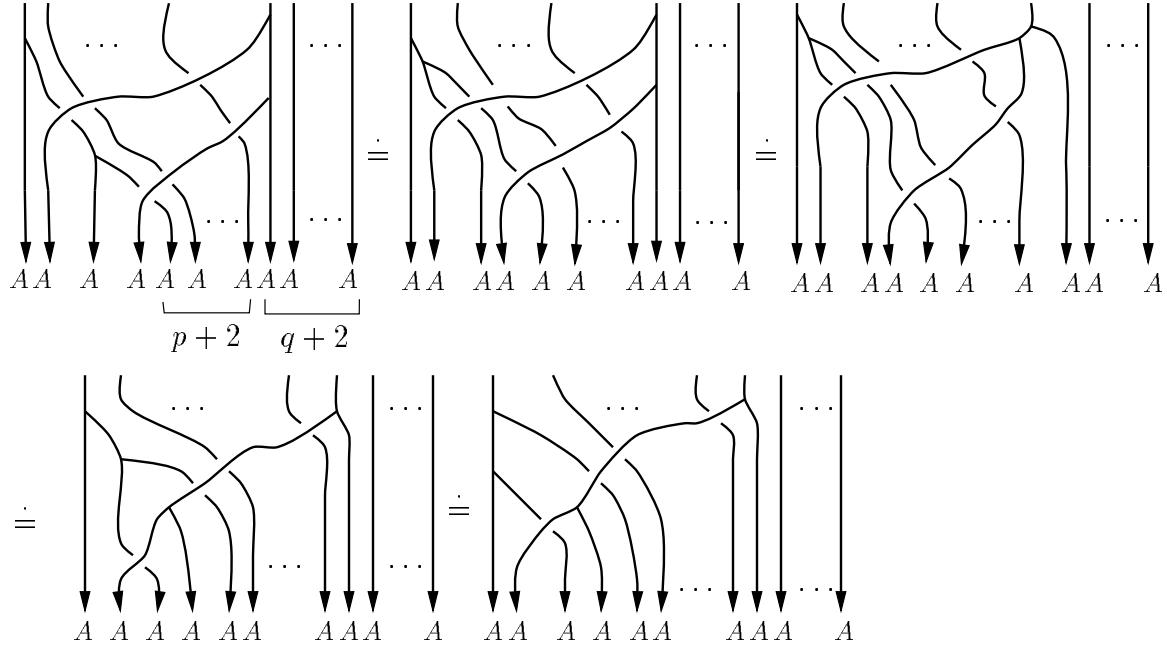 . . . . . . . . . . . . . . . . . .
≐ ≐
. . . . . . . . . . . . . . . . . .
A A A A A A A A A A A A A A A A A A A A A A A A A A A A A A
p + 2 q + 2
. . . . . . . . . . . .
≐ ≐
. . . . . . . . . . . .
A A A A A A A A A A A A A A A A A A A A